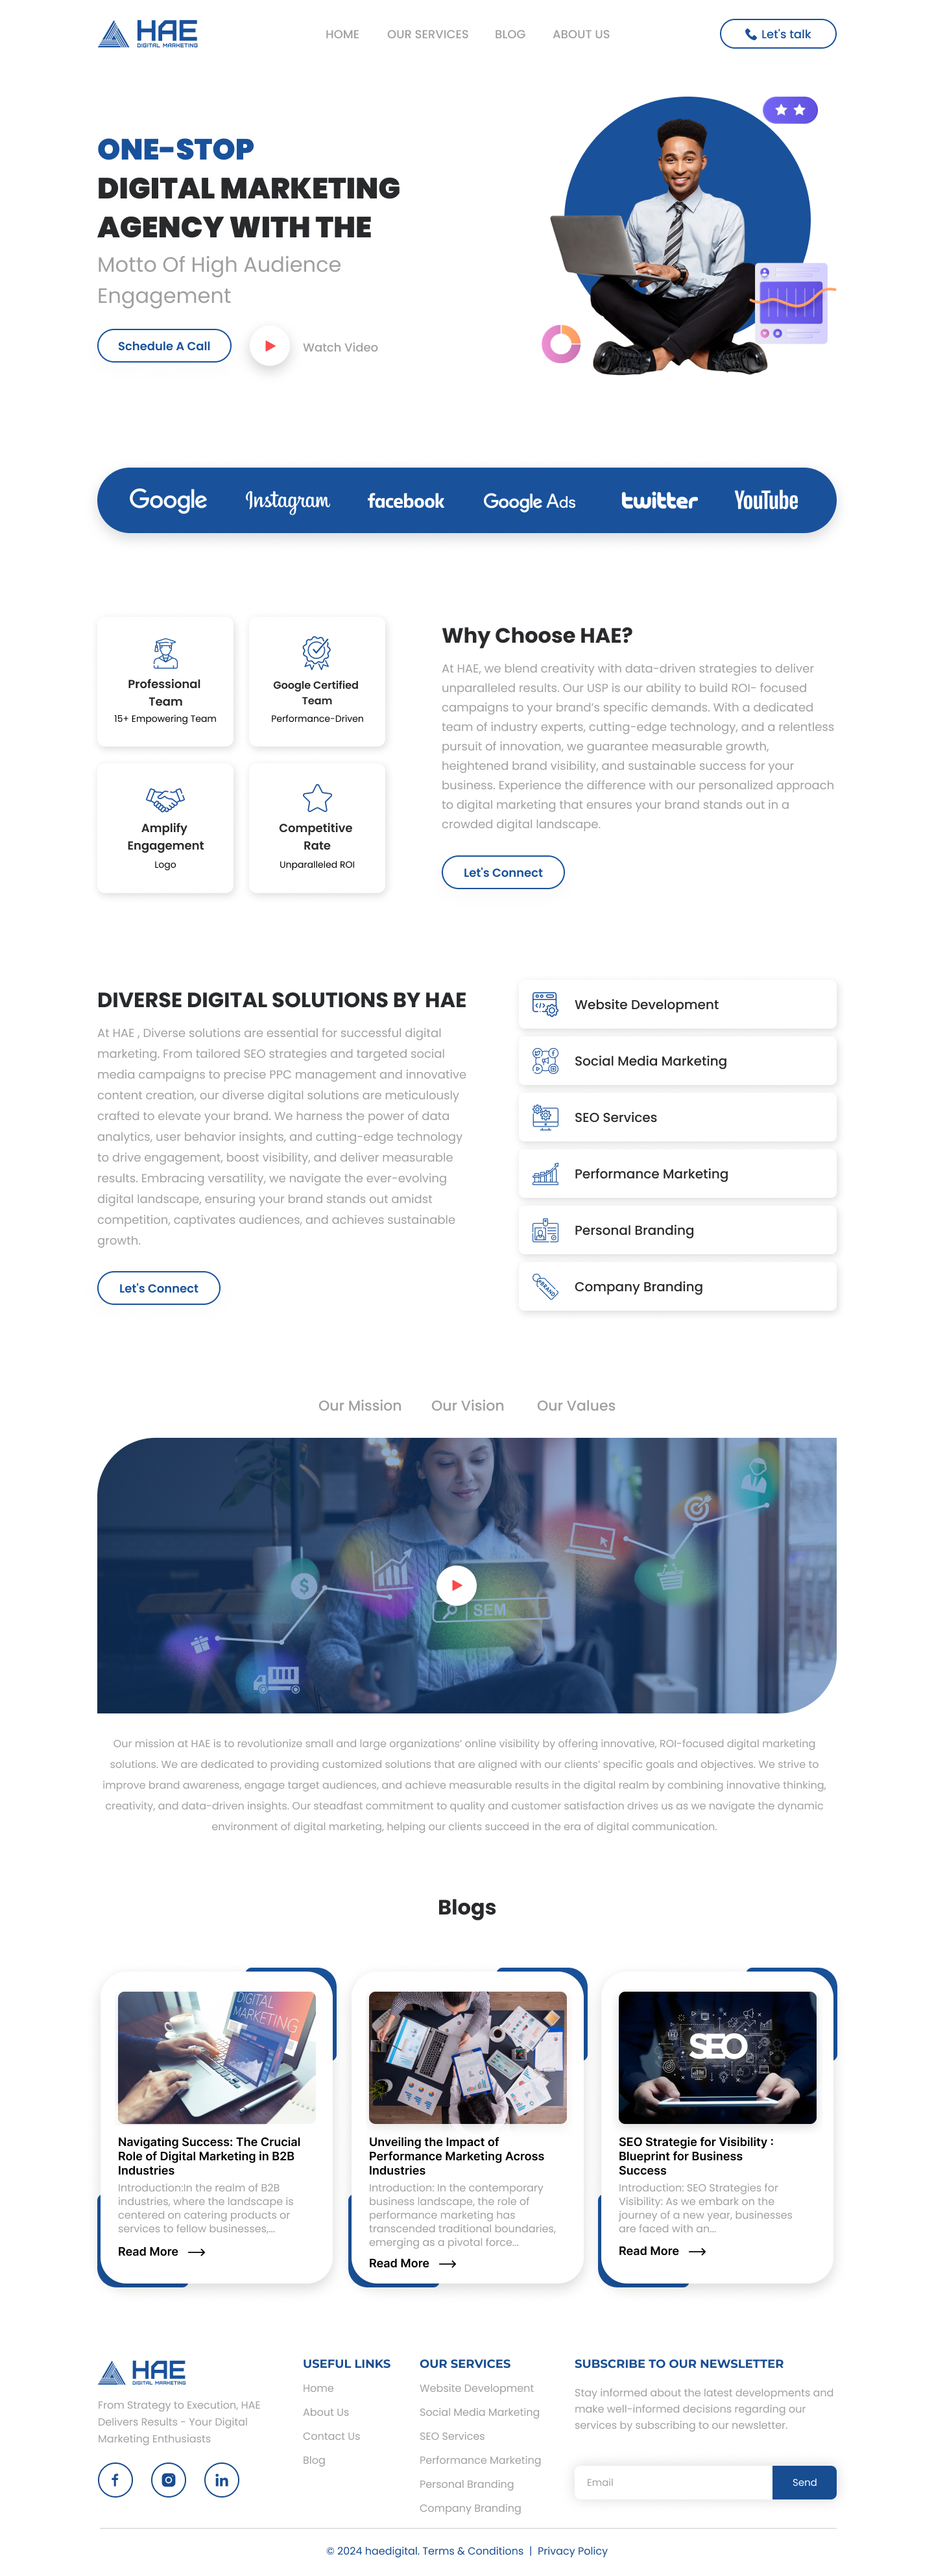 HAE
DIGITAL MARKETING
HOME
OUR SERVICES
BLOG
ABOUT US
Let's talk
ONE-STOP
DIGITAL MARKETING
AGENCY WITH THE
Motto Of High Audience
Engagement
Schedule A Call
Watch Video
Google
Instagram
facebook
Google Ads
twitter
YouTube
Professional
Team
15+ Empowering Team
Google Certified
Team
Performance-Driven
Amplify
Engagement
Logo
Competitive
Rate
Unparalleled ROI
Why Choose HAE?
At HAE, we blend creativity with data-driven strategies to deliver
unparalleled results. Our USP is our ability to build ROI- focused
campaigns to your brand’s specific demands. With a dedicated
team of industry experts, cutting-edge technology, and a relentless
pursuit of innovation, we guarantee measurable growth,
heightened brand visibility, and sustainable success for your
business. Experience the difference with our personalized approach
to digital marketing that ensures your brand stands out in a
crowded digital landscape.
Let's Connect
DIVERSE DIGITAL SOLUTIONS BY HAE
At HAE , Diverse solutions are essential for successful digital
marketing. From tailored SEO strategies and targeted social
media campaigns to precise PPC management and innovative
content creation, our diverse digital solutions are meticulously
crafted to elevate your brand. We harness the power of data
analytics, user behavior insights, and cutting-edge technology
to drive engagement, boost visibility, and deliver measurable
results. Embracing versatility, we navigate the ever-evolving
digital landscape, ensuring your brand stands out amidst
competition, captivates audiences, and achieves sustainable
growth.
Let's Connect
Website Development
Social Media Marketing
SEO Services
Performance Marketing
Personal Branding
BRAND
Company Branding
Our Mission
Our Vision
Our Values
$
SEM
Our mission at HAE is to revolutionize small and large organizations’ online visibility by offering innovative, ROI-focused digital marketing
solutions. We are dedicated to providing customized solutions that are aligned with our clients’ specific goals and objectives. We strive to
improve brand awareness, engage target audiences, and achieve measurable results in the digital realm by combining innovative thinking,
creativity, and data-driven insights. Our steadfast commitment to quality and customer satisfaction drives us as we navigate the dynamic
environment of digital marketing, helping our clients succeed in the era of digital communication.
Blogs
DIGITAL
MARKETING
Navigating Success: The Crucial
Role of Digital Marketing in B2B
Industries
Introduction:In the realm of B2B
industries, where the landscape is
centered on catering products or
services to fellow businesses,...
Read More
Unveiling the Impact of
Performance Marketing Across
Industries
Introduction: In the contemporary
business landscape, the role of
performance marketing has
transcended traditional boundaries,
emerging as a pivotal force...
Read More
SEO
SEO Strategie for Visibility :
Blueprint for Business
Success
Introduction: SEO Strategies for
Visibility: As we embark on the
journey of a new year, businesses
are faced with an...
Read More
HAE
DIGITAL MARKETING
From Strategy to Execution, HAE
Delivers Results - Your Digital
Marketing Enthusiasts
USEFUL LINKS
Home
About Us
Contact Us
Blog
OUR SERVICES
Website Development
Social Media Marketing
SEO Services
Performance Marketing
Personal Branding
Company Branding
SUBSCRIBE TO OUR NEWSLETTER
Stay informed about the latest developments and
make well-informed decisions regarding our
services by subscribing to our newsletter.
Email
Send
© 2024 haedigital. Terms & Conditions | Privacy Policy